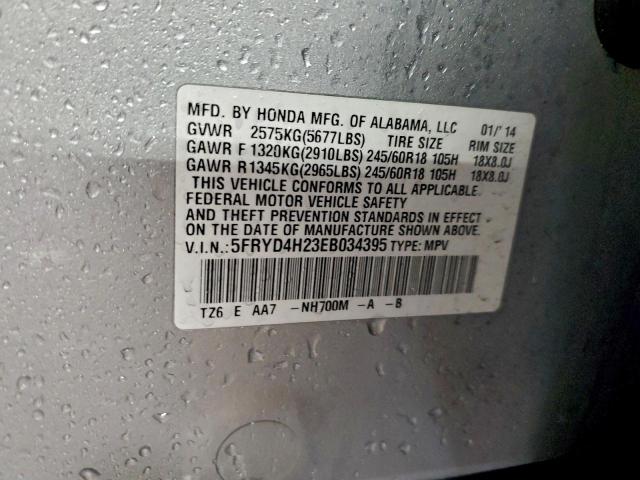 MFD. BY HONDA MFG. OF ALABAMA, LLC 01/'14
GVWR 2575KG(5677LBS) TIRE SIZE RIM SIZE
GAWR F 1320KG(2910LBS) 245/60R18 105H 18X8.0J
GAWR R 1345KG(2965LBS) 245/60R18 105H 18X8.0J
THIS VEHICLE CONFORMS TO ALL APPLICABLE
FEDERAL MOTOR VEHICLE SAFETY
AND THEFT PREVENTION STANDARDS IN EFFECT
ON THE DATE OF MANUFACTURE SHOWN ABOVE.
V.I.N.: 5FRYD4H23EB034395 TYPE: MPV
TZ6 E AA7 -NH700M -A -B